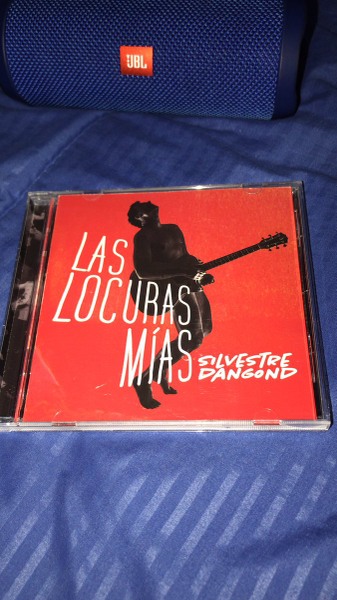 JBL
LAS
LOCURAS
MÍAS
SILVESTRE
DANGOND